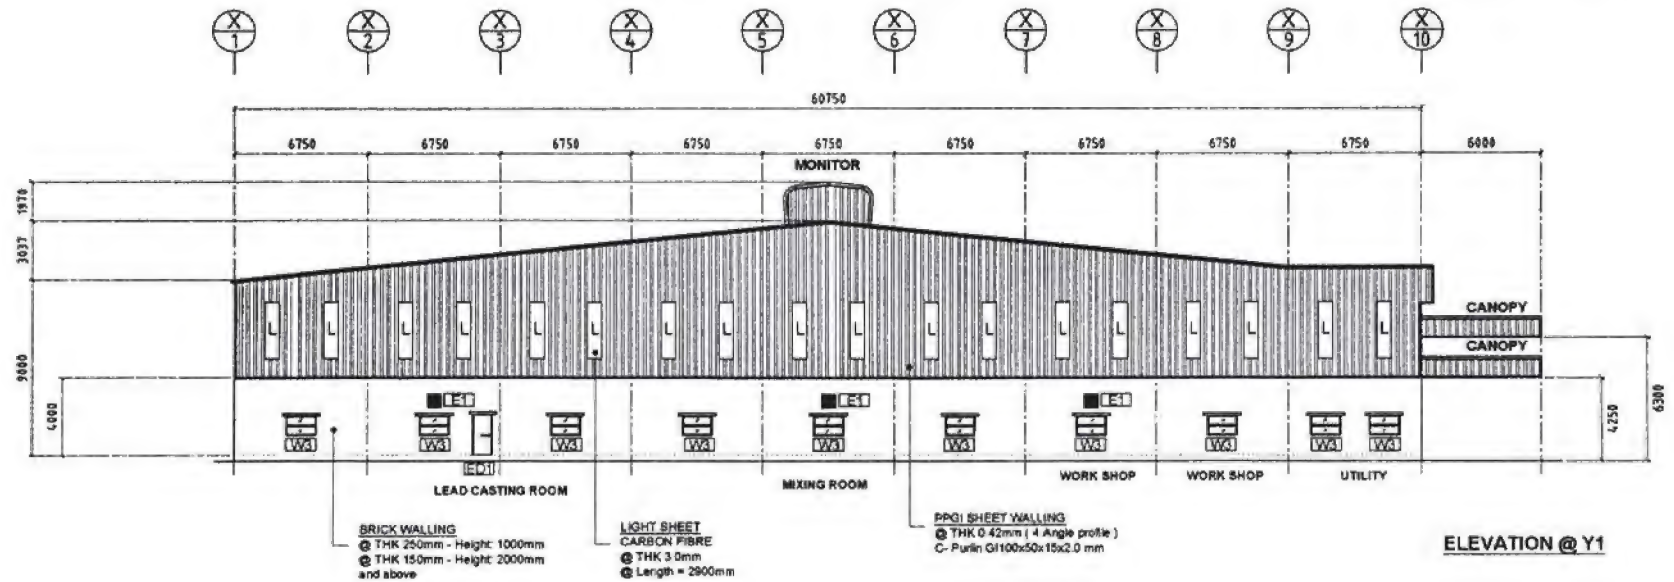 X X X X X X X X X X
1 2 3 4 5 6 7 8 9 10
60750
6750 6750 6750 6750 6750 6750 6750 6750 6750 6000
MONITOR
1970
3037
9000
4000
L L L L L L L L L L L L L L L L L L
CANOPY
CANOPY
6300
4250
E1 E1 E1
W3 W3 W3 W3 W3 W3 W3 W3 W3 W3
ED1
LEAD CASTING ROOM
MIXING ROOM
WORK SHOP
WORK SHOP
UTILITY
BRICK WALLING
@ THK 250mm - Height: 1000mm
@ THK 150mm - Height: 2000mm
and above
LIGHT SHEET
CARBON FIBRE
@ THK 3.0mm
@ Length = 2900mm
PPGI SHEET WALLING
@ THK 0.42mm ( 4 Angle profile )
C- Purlin GI100x50x15x2.0 mm
ELEVATION @ Y1